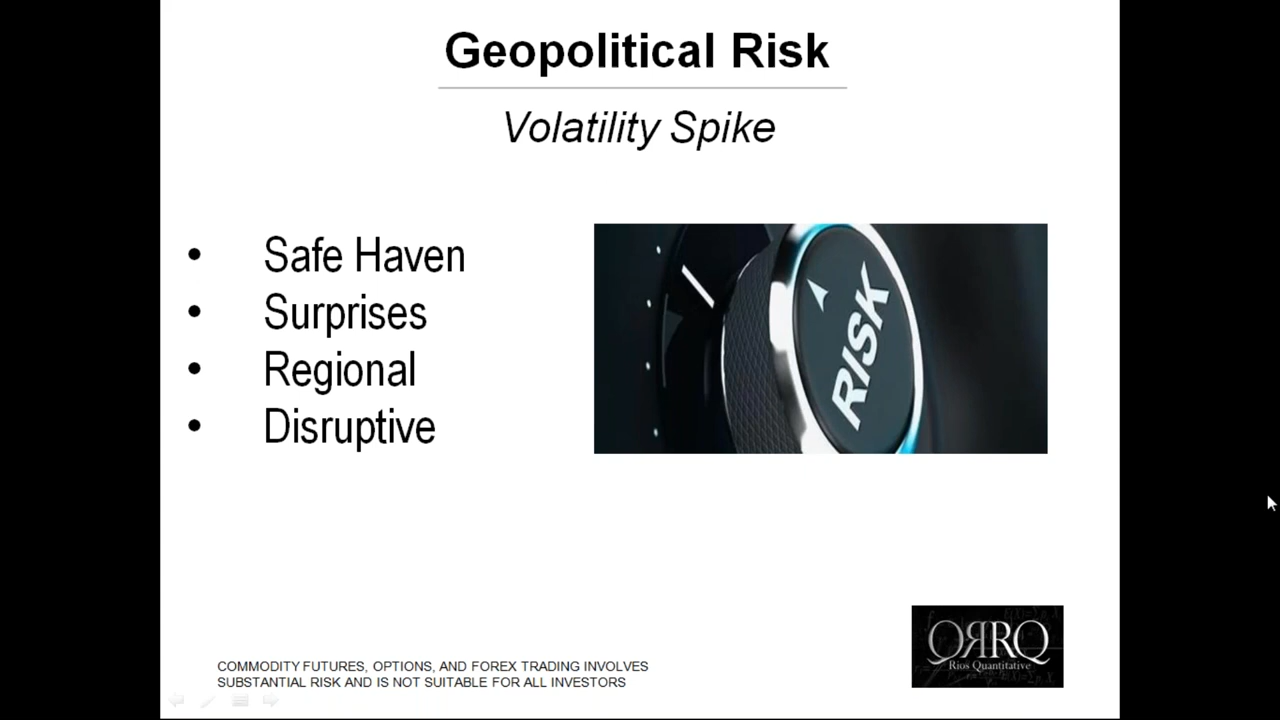 Geopolitical Risk
Volatility Spike
• Safe Haven
• Surprises
• Regional
• Disruptive
RISK
QRRQ
Rios Quantitative
COMMODITY FUTURES, OPTIONS, AND FOREX TRADING INVOLVES
SUBSTANTIAL RISK AND IS NOT SUITABLE FOR ALL INVESTORS